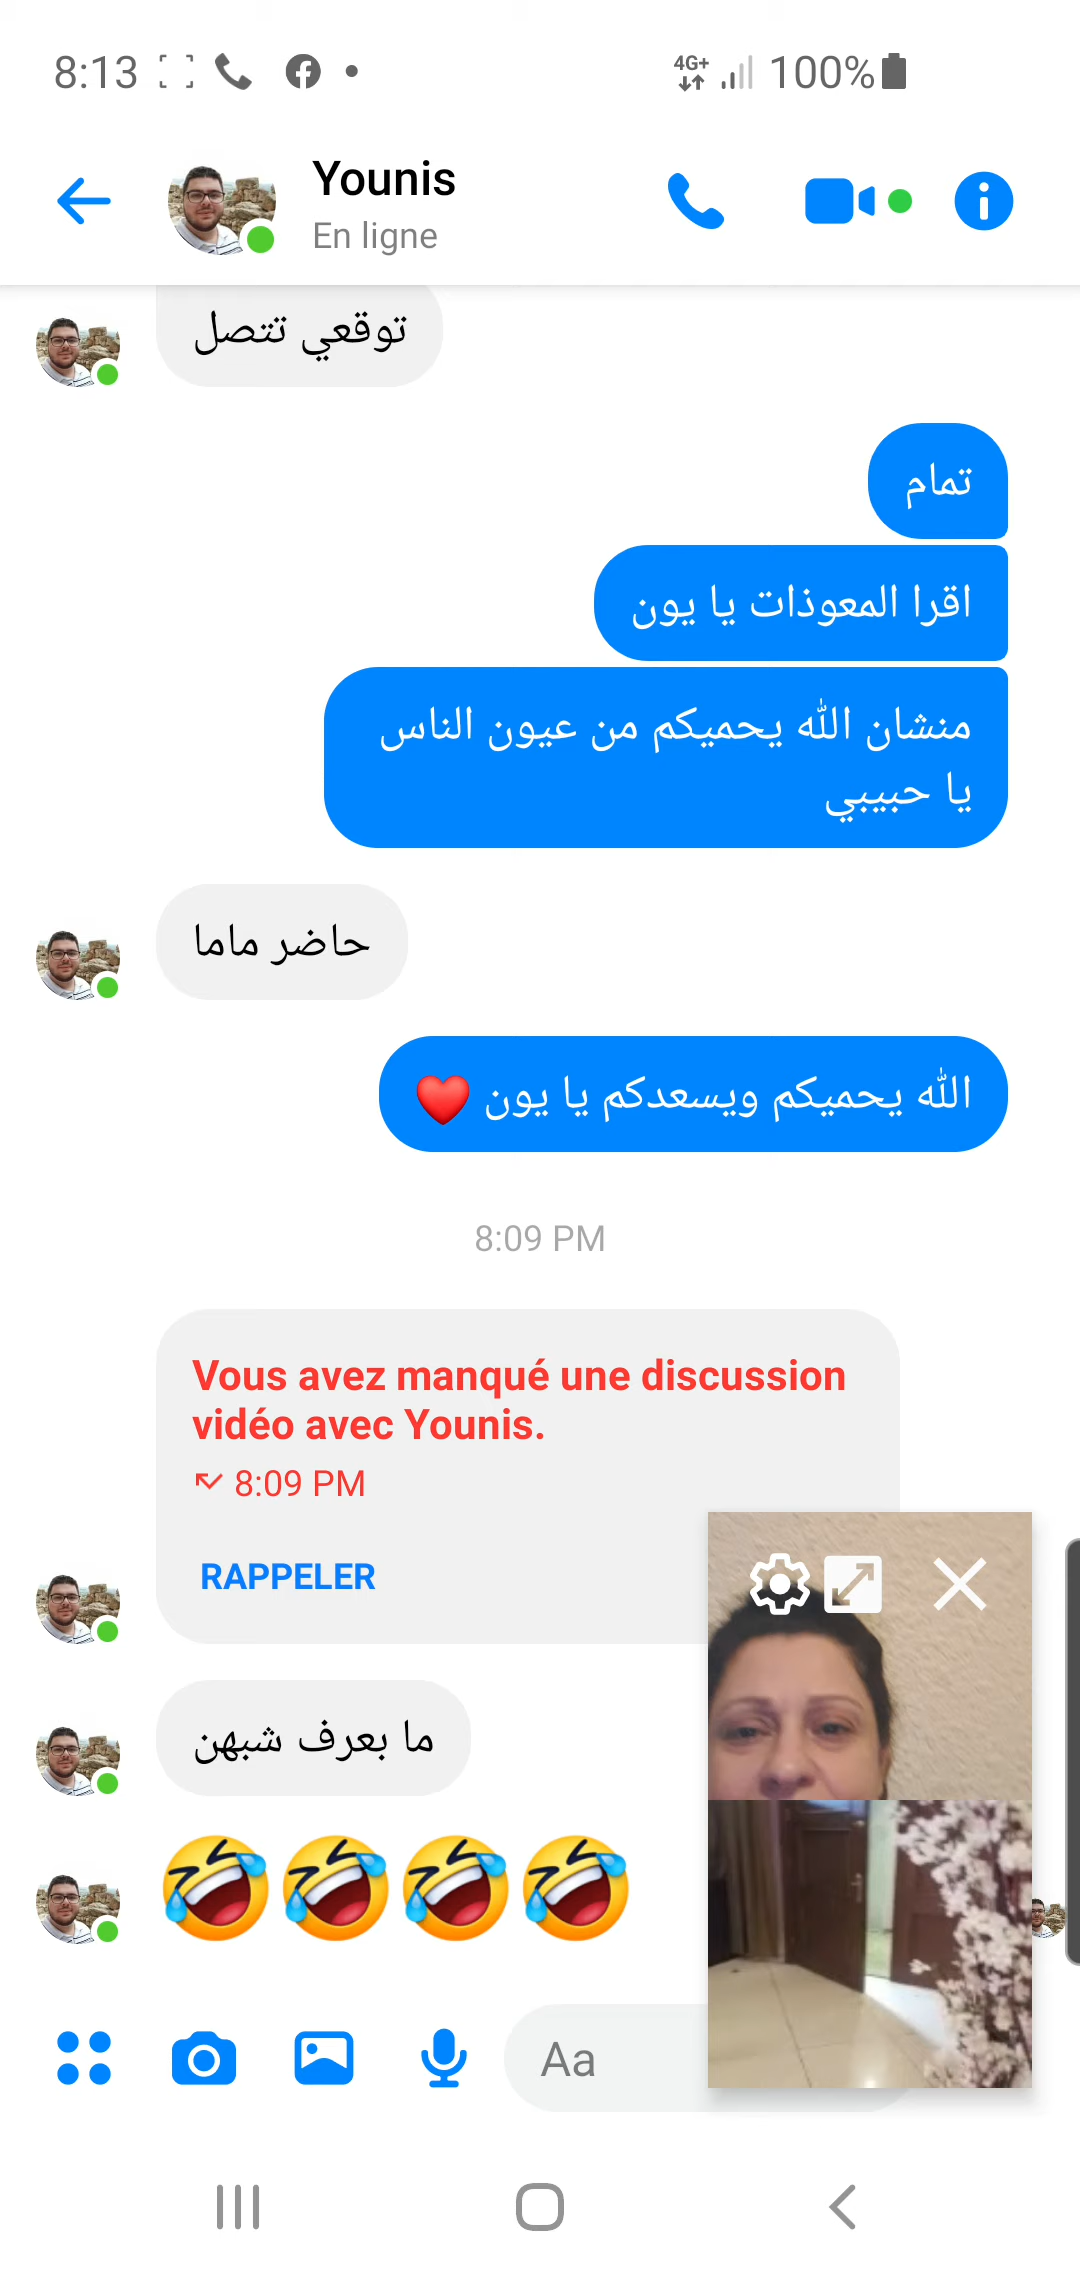 8:13
4G+ 100%
Younis
En ligne
توقعي تتصل
تمام
اقرا المعوذات يا يون
منشان الله يحميكم من عيون الناس
يا حبيبي
حاضر ماما
الله يحميكم ويسعدكم يا يون ❤️
8:09 PM
Vous avez manqué une discussion
vidéo avec Younis.
8:09 PM
RAPPELER
ما بعرف شبهن
🤣🤣🤣🤣
Aa